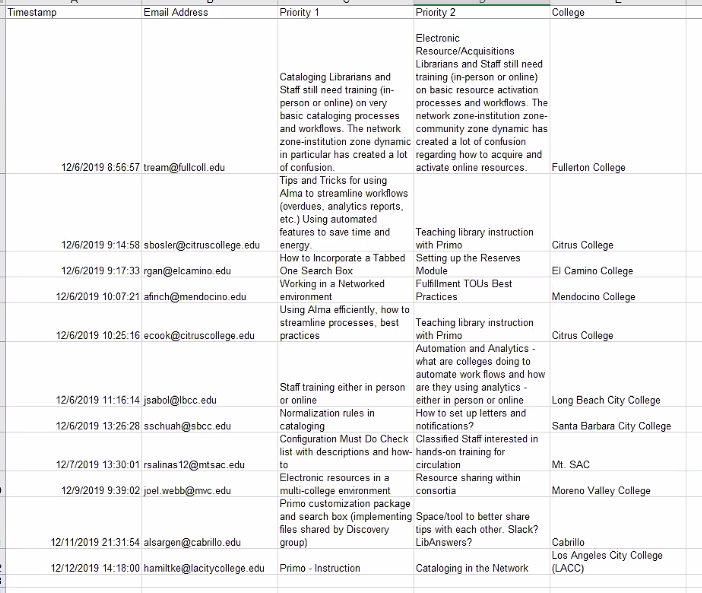 Timestamp Email Address Priority 1 Priority 2 College
Electronic
Resource/Acquisitions
Librarians and Staff still need
Cataloging Librarians and training (in-person or online)
Staff still need training (in- on basic resource activation
person or online) on very processes and workflows. The
basic cataloging processes network zone-institution zone-
and workflows. The network community zone dynamic has
zone-institution zone dynamic created a lot of confusion
in particular has created a lot regarding how to acquire and
12/6/2019 8:56:57 tream@fullcoll.edu of confusion. activate online resources. Fullerton College
Tips and Tricks for using
Alma to streamline workflows
(overdues, analytics reports,
etc.) Using automated
features to save time and Teaching library instruction
12/6/2019 9:14:58 sbosler@citruscollege.edu energy. with Primo Citrus College
How to Incorporate a Tabbed Setting up the Reserves
12/6/2019 9:17:33 rgan@elcamino.edu One Search Box Module El Camino College
Working in a Networked Fulfillment TOUs Best
12/6/2019 10:07:21 afinch@mendocino.edu environment Practices Mendocino College
Using Alma efficiently, how to
streamline processes, best Teaching library instruction
12/6/2019 10:25:16 ecook@citruscollege.edu practices with Primo Citrus College
Automation and Analytics -
what are colleges doing to
automate work flows and how
Staff training either in person are they using analytics -
12/6/2019 11:16:14 jsabol@lbcc.edu or online either in person or online Long Beach City College
Normalization rules in How to set up letters and
12/6/2019 13:26:28 sschuah@sbcc.edu cataloging notifications? Santa Barbara City College
Configuration Must Do Check Classified Staff interested in
list with descriptions and how- hands-on training for
12/7/2019 13:30:01 rsalinas12@mtsac.edu to circulation Mt. SAC
Electronic resources in a Resource sharing within
12/9/2019 9:39:02 joel.webb@mvc.edu multi-college environment consortia Moreno Valley College
Primo customization package
and search box (implementing Space/tool to better share
files shared by Discovery tips with each other. Slack?
12/11/2019 21:31:54 alsargen@cabrillo.edu group) LibAnswers? Cabrillo
Los Angeles City College
12/12/2019 14:18:00 hamiltke@lacitycollege.edu Primo - Instruction Cataloging in the Network (LACC)